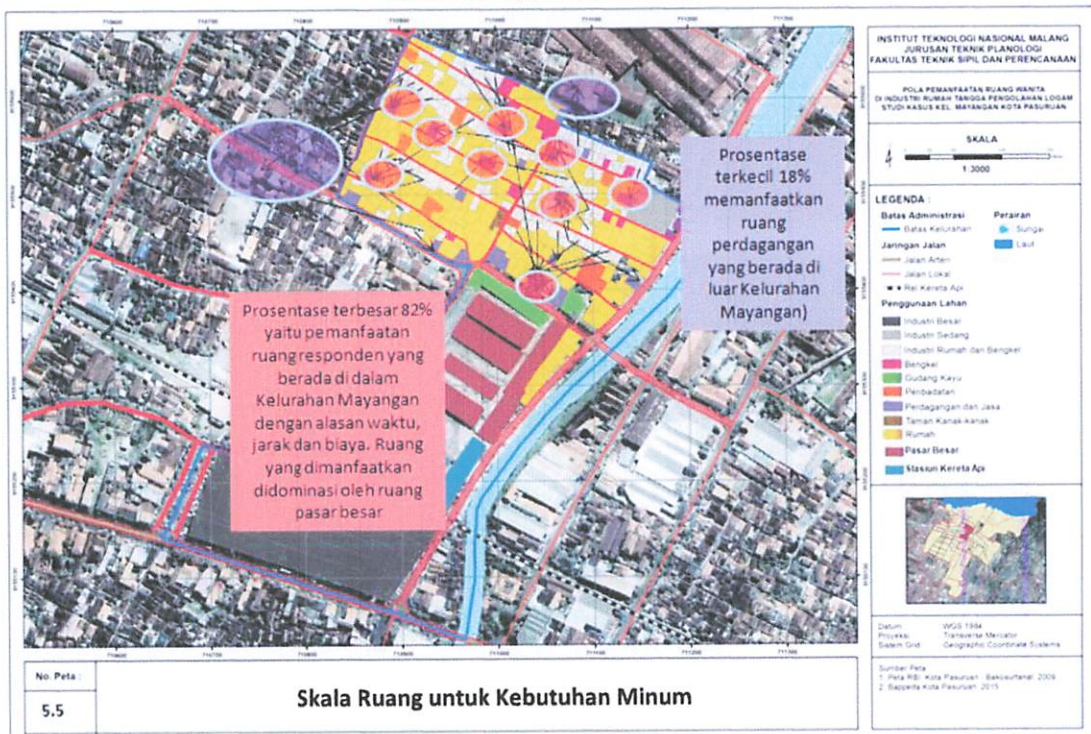 INSTITUT TEKNOLOGI NASIONAL MALANG
JURUSAN TEKNIK PLANOLOGI
FAKULTAS TEKNIK SIPIL DAN PERENCANAAN
POLA PEMANFAATAN RUANG WANITA
DI INDUSTRI RUMAH TANGGA PENGOLAHAN LOGAM
STUDI KASUS KEL. MAYANGAN KOTA PASURUAN
SKALA
1:3000
LEGENDA :
Batas Administrasi
Batas Kelurahan
Jaringan Jalan
Jalan Arteri
Jalan Lokal
Rel Kereta Api
Perairan
Sungai
Laut
Penggunaan Lahan
Industri Besar
Industri Sedang
Industri Rumah dan Bengkel
Bengkel
Gudang Kayu
Peribadatan
Perdagangan dan Jasa
Taman Kanak-kanak
Rumah
Pasar Besar
Stasiun Kereta Api
Datum WGS 1984
Proyeksi Transverse Mercator
Sistem Grid Geographic Coordinate Systems
Sumber Peta
1. Peta RBI Kota Pasuruan Bakosurtanal, 2009
2. Bappeda Kota Pasuruan, 2015
Prosentase
terkecil 18%
memanfaatkan
ruang
perdagangan
yang berada di
luar Kelurahan
Mayangan)
Prosentase terbesar 82%
yaitu pemanfaatan
ruang responden yang
berada di dalam
Kelurahan Mayangan
dengan alasan waktu,
jarak dan biaya. Ruang
yang dimanfaatkan
didominasi oleh ruang
pasar besar
No. Peta :
5.5
Skala Ruang untuk Kebutuhan Minum